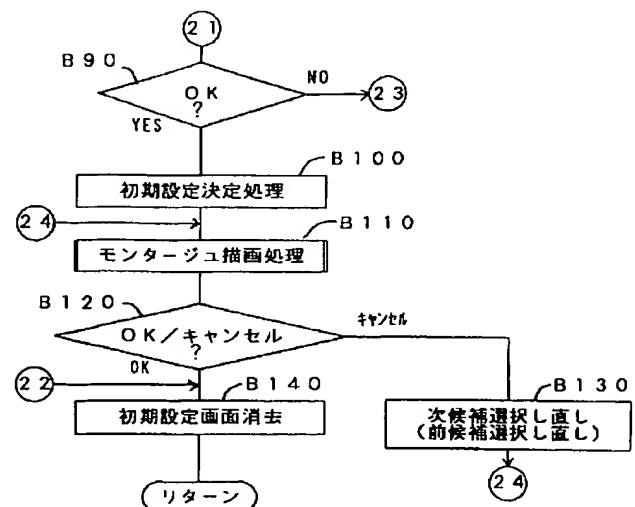 21
B90
OK
?
NO
23
YES
B100
初期設定決定処理
24
B110
モンタージュ描画処理
B120
OK/キャンセル
?
キャンセル
OK
22
B140
初期設定画面消去
B130
次候補選択し直し
(前候補選択し直し)
リターン
24